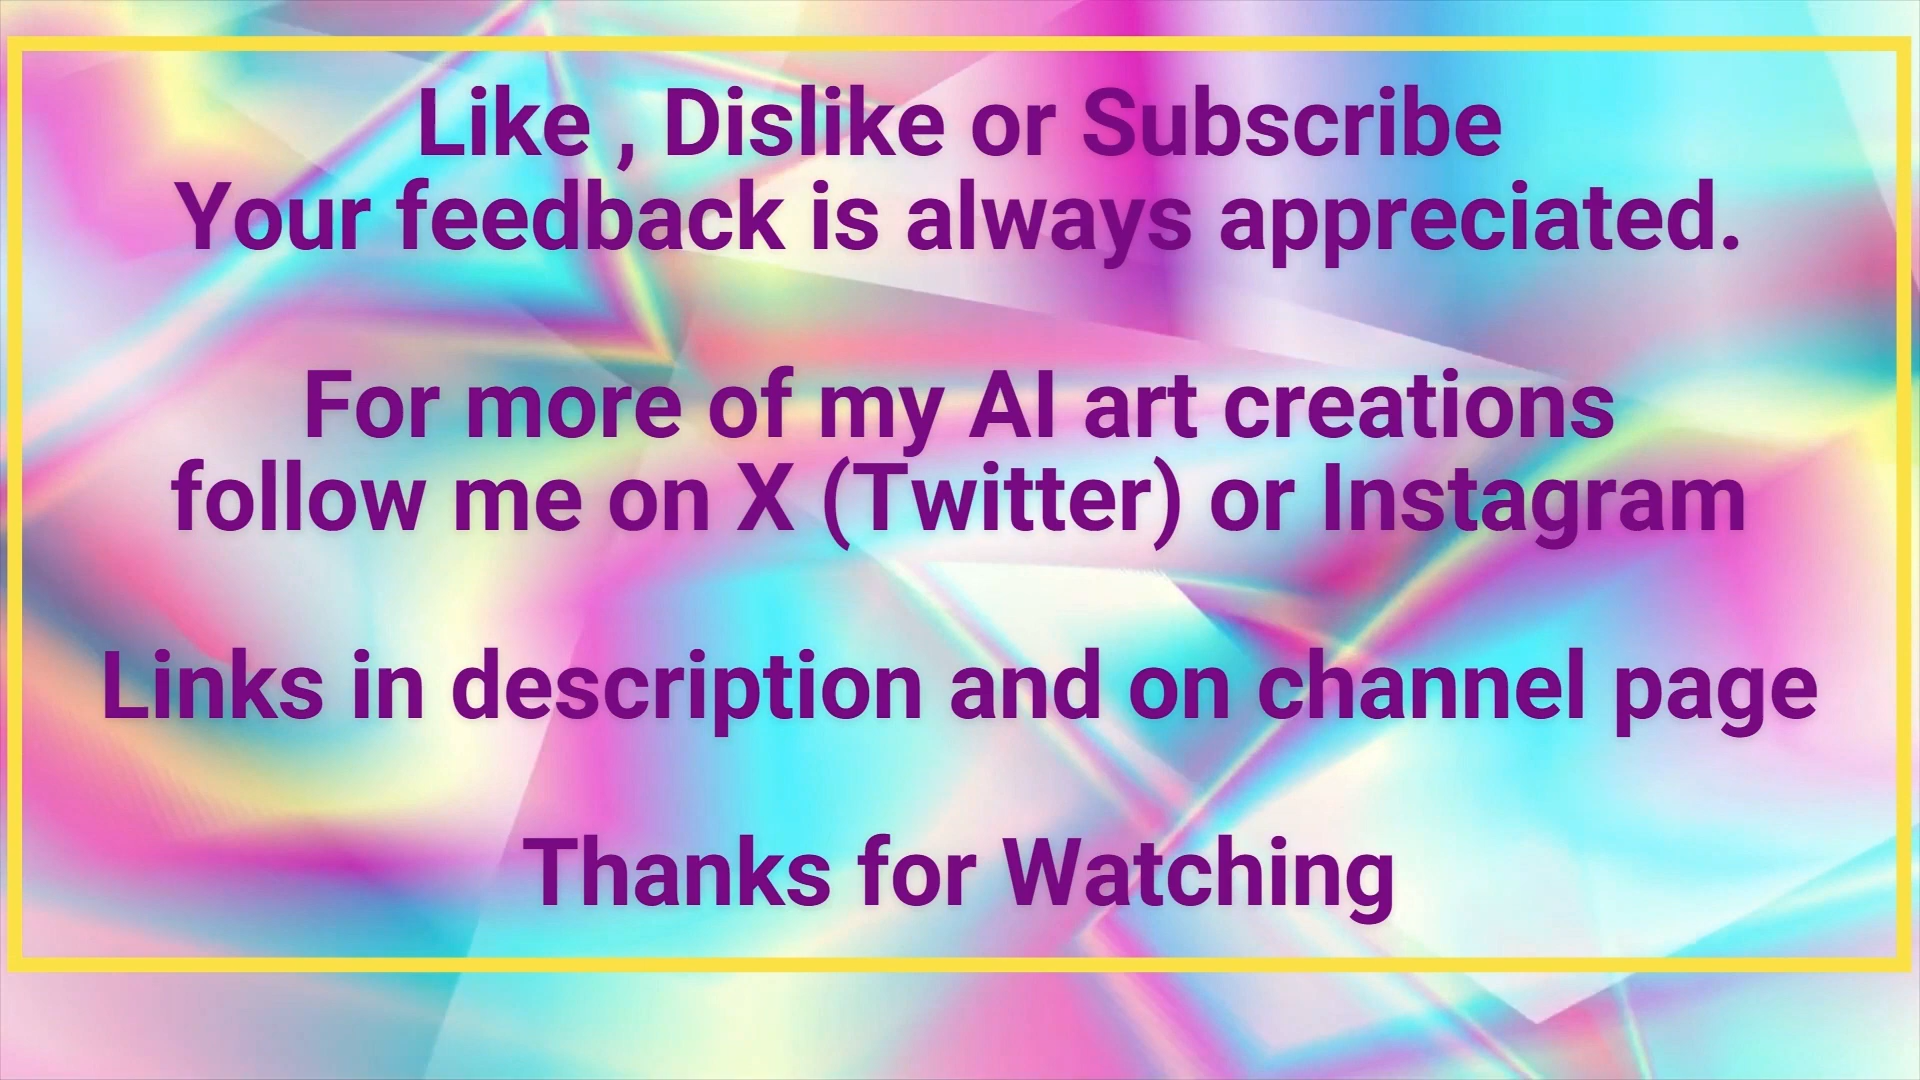 Like , Dislike or Subscribe
Your feedback is always appreciated.
For more of my AI art creations
follow me on X (Twitter) or Instagram
Links in description and on channel page
Thanks for Watching